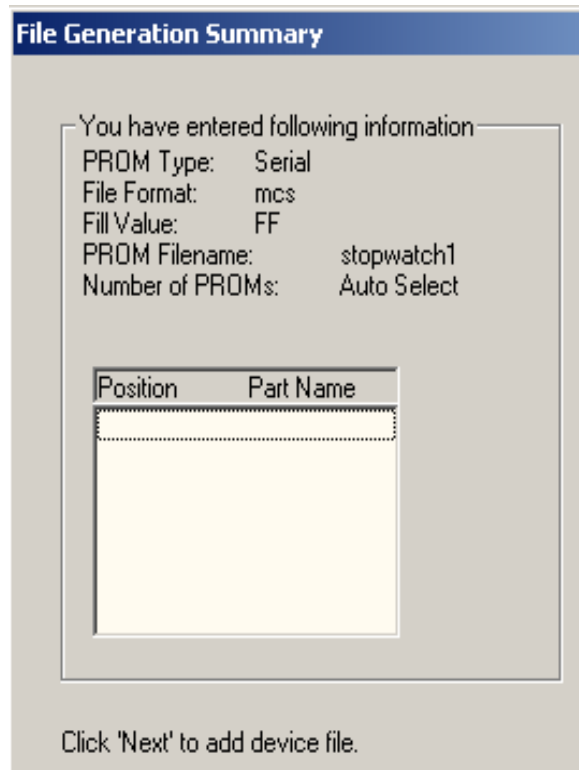 File Generation Summary
You have entered following information
PROM Type: Serial
File Format: mcs
Fill Value: FF
PROM Filename: stopwatch1
Number of PROMs: Auto Select
Position Part Name
Click 'Next' to add device file.